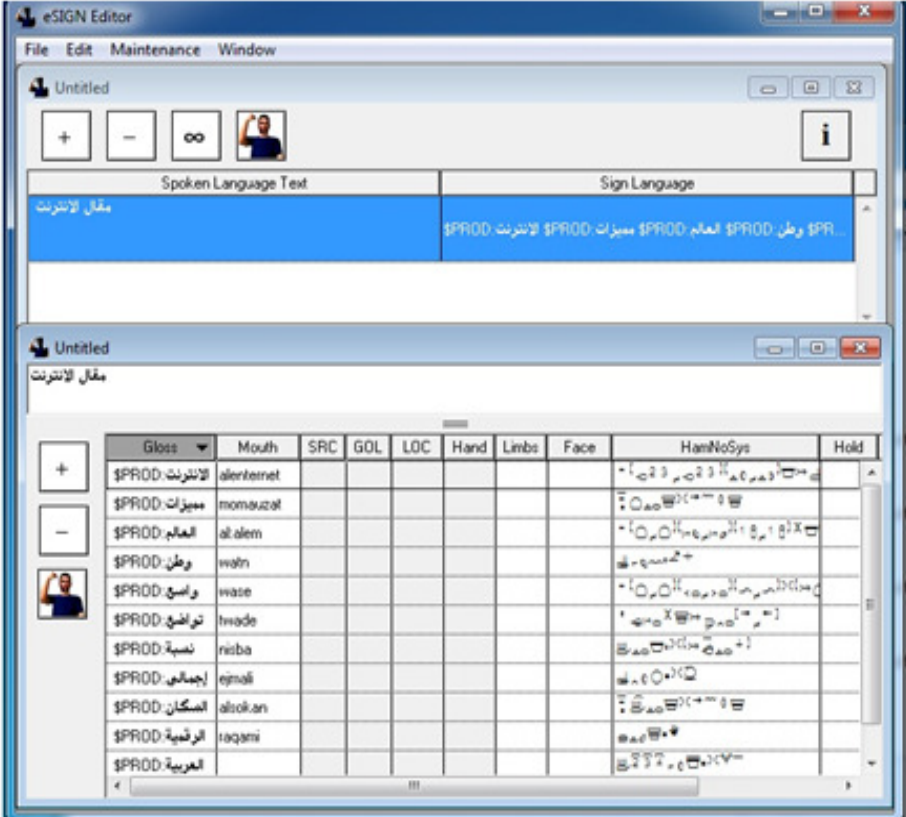 eSIGN Editor
File Edit Maintenance Window
Untitled
+ − ∞ i
Spoken Language Text Sign Language
مقال الانترنت
$PROD:الانترنت $PROD:مميزات $PROD:العالم $PROD:وطن $PR...
Untitled
مقال الانترنت
+
−
Gloss Mouth SRC GOL LOC Hand Limbs Face HamNoSys Hold
$PROD:الانترنت alenternet
$PROD:مميزات momauzat
$PROD:العالم al:alem
$PROD:وطن watn
$PROD:واسع wase
$PROD:تواضع twade
$PROD:نسبة nisba
$PROD:إجمالي ejmali
$PROD:السكان alsokan
$PROD:الرقمية raqami
$PROD:العربية